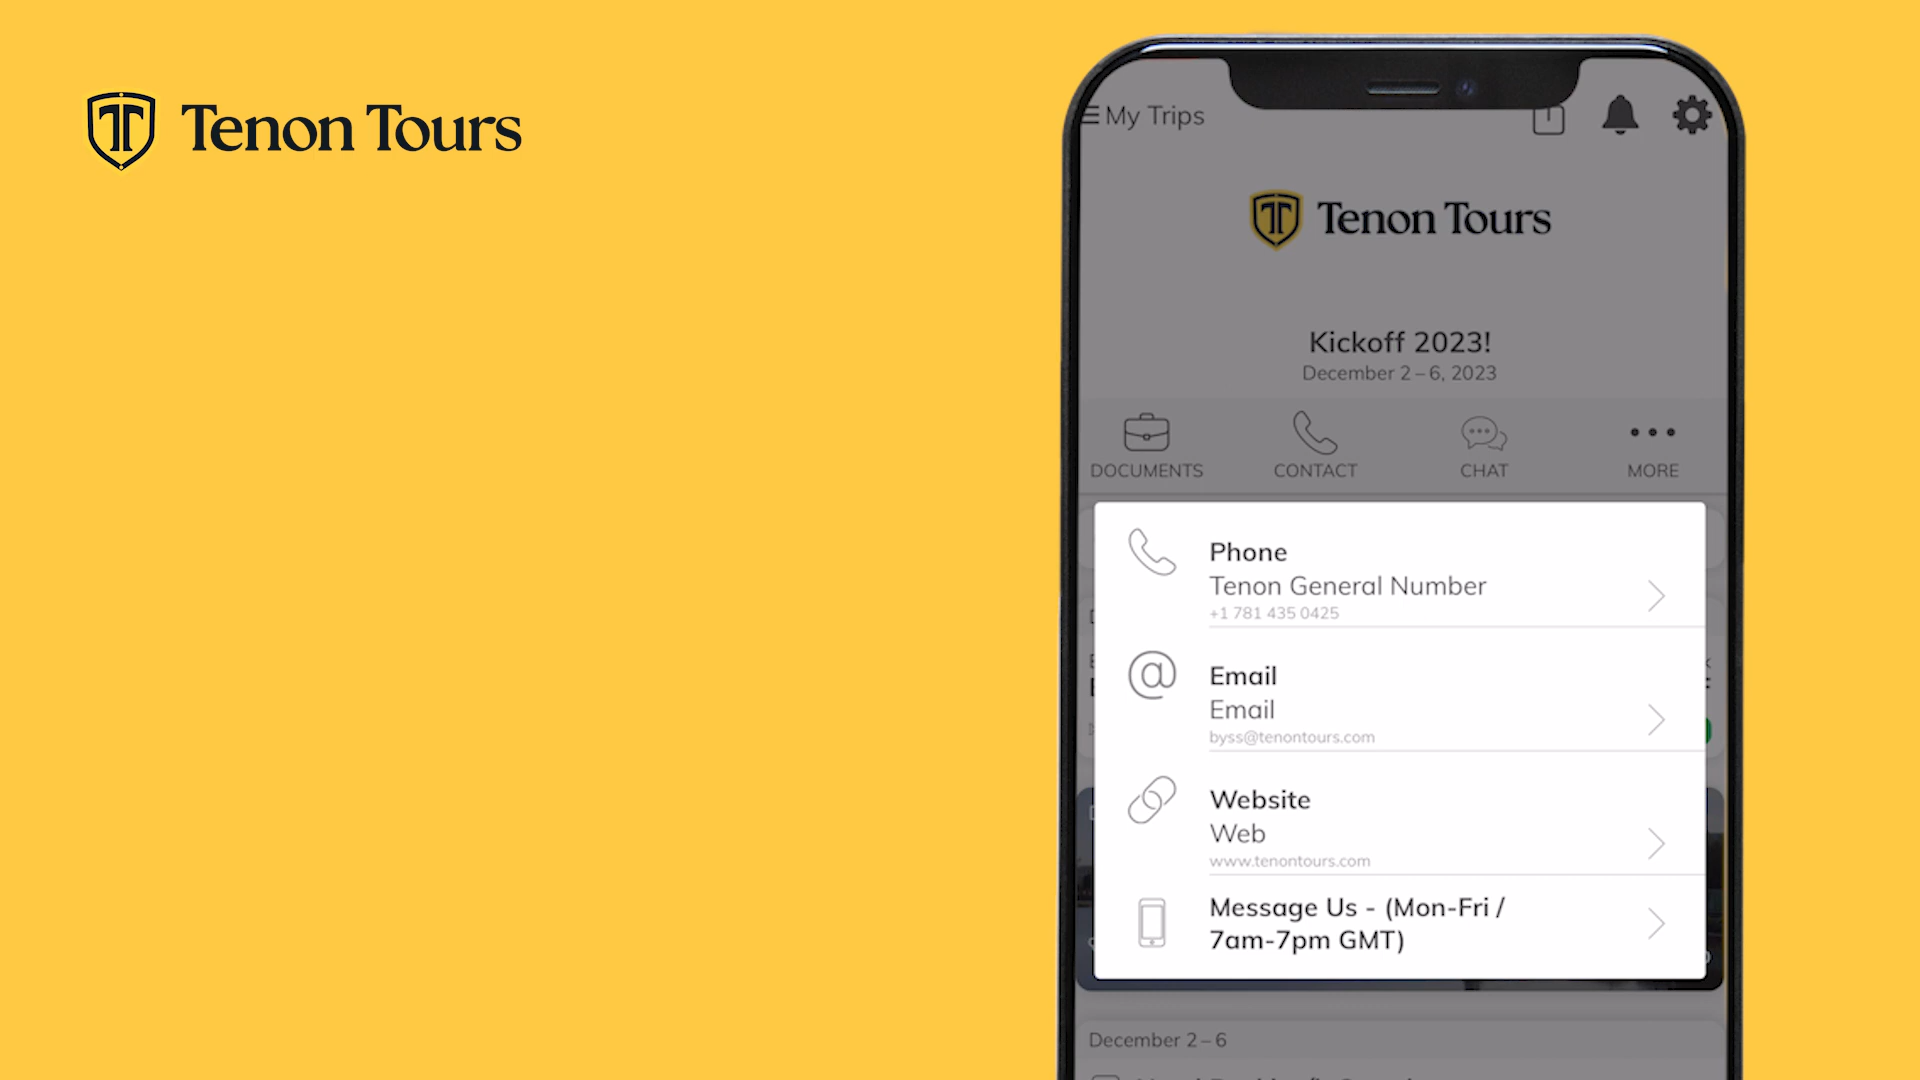 Tenon Tours
My Trips
Tenon Tours
Kickoff 2023!
December 2 – 6, 2023
DOCUMENTS
CONTACT
CHAT
MORE
Phone
Tenon General Number
+1 781 435 0425
Email
Email
byss@tenontours.com
Website
Web
www.tenontours.com
Message Us - (Mon-Fri /
7am-7pm GMT)
December 2 – 6